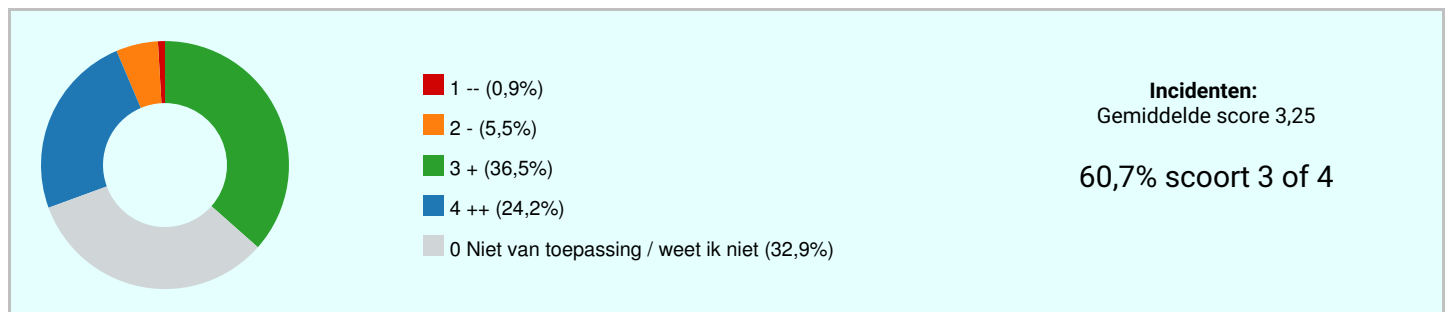 1 -- (0,9%)
2 - (5,5%)
3 + (36,5%)
4 ++ (24,2%)
0 Niet van toepassing / weet ik niet (32,9%)
Incidenten:
Gemiddelde score 3,25
60,7% scoort 3 of 4